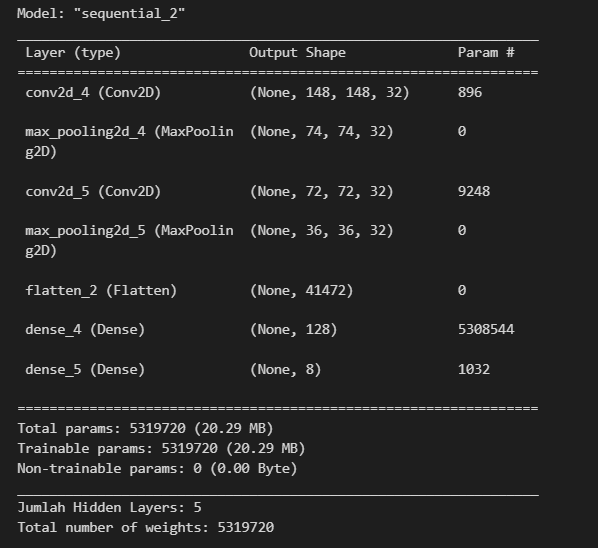 Model: "sequential_2"
_________________________________________________________________
Layer (type) Output Shape Param #
=================================================================
conv2d_4 (Conv2D) (None, 148, 148, 32) 896
max_pooling2d_4 (MaxPoolin (None, 74, 74, 32) 0
g2D)
conv2d_5 (Conv2D) (None, 72, 72, 32) 9248
max_pooling2d_5 (MaxPoolin (None, 36, 36, 32) 0
g2D)
flatten_2 (Flatten) (None, 41472) 0
dense_4 (Dense) (None, 128) 5308544
dense_5 (Dense) (None, 8) 1032
=================================================================
Total params: 5319720 (20.29 MB)
Trainable params: 5319720 (20.29 MB)
Non-trainable params: 0 (0.00 Byte)
_________________________________________________________________
Jumlah Hidden Layers: 5
Total number of weights: 5319720